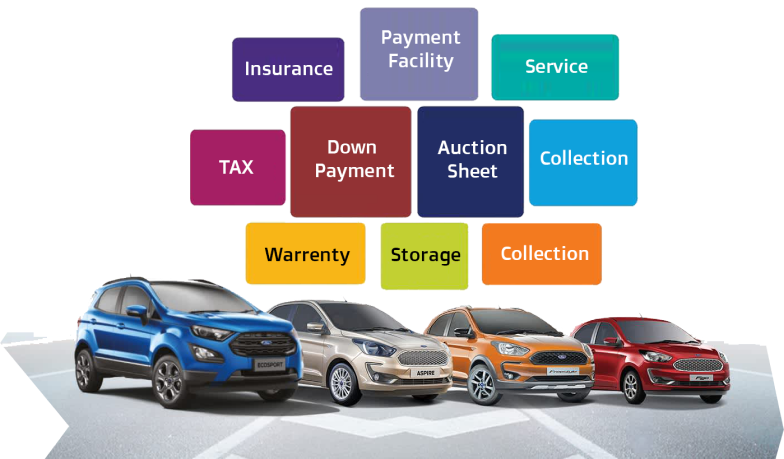 Payment
Facility
Insurance
Service
Down
Payment
Auction
Sheet
TAX
Collection
Warrenty
Storage
Collection
ECOSPORT
ASPIRE